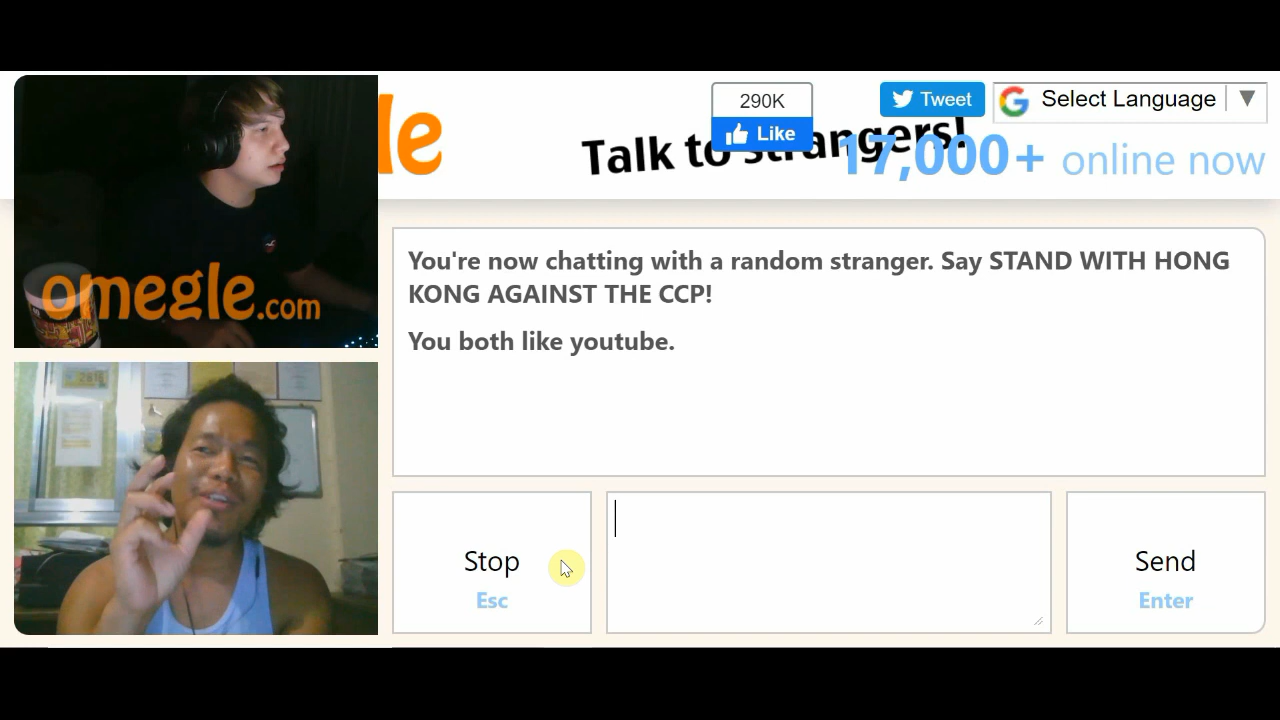 le
Talk to strangers!
290K
Like
Tweet
Select Language
17,000+ online now
omegle.com
You're now chatting with a random stranger. Say STAND WITH HONG
KONG AGAINST THE CCP!
You both like youtube.
Stop
Esc
Send
Enter